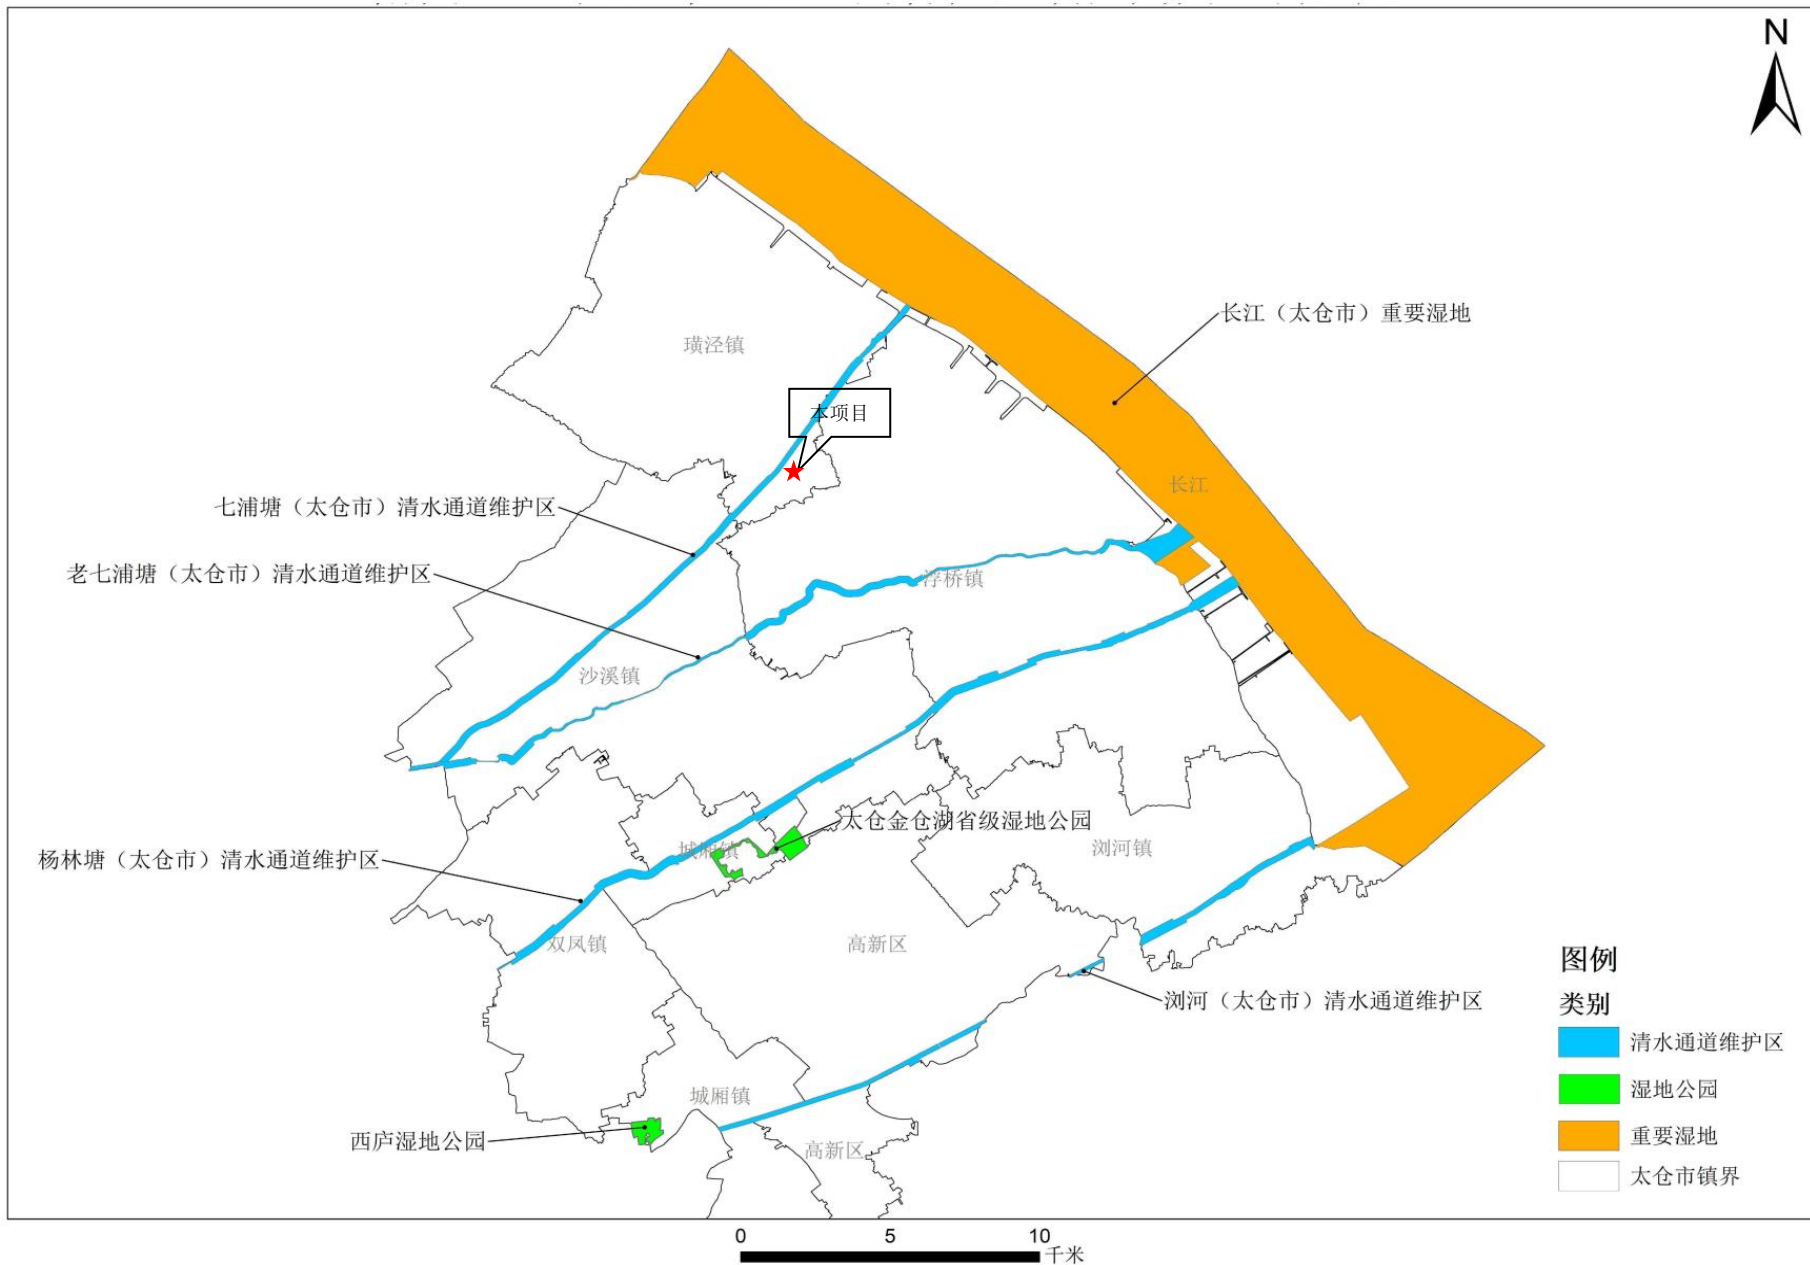 N
长江（太仓市）重要湿地
璜泾镇
本项目
长江
七浦塘（太仓市）清水通道维护区
老七浦塘（太仓市）清水通道维护区
浮桥镇
沙溪镇
太仓金仓湖省级湿地公园
城厢镇
浏河镇
杨林塘（太仓市）清水通道维护区
双凤镇
高新区
浏河（太仓市）清水通道维护区
城厢镇
西庐湿地公园
高新区
图例
类别
清水通道维护区
湿地公园
重要湿地
太仓市镇界
0 5 10
千米